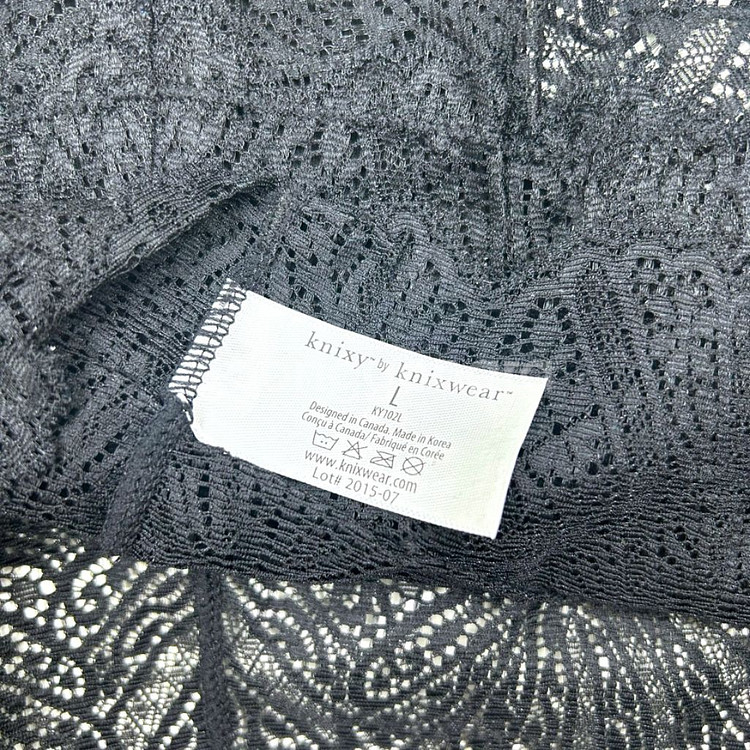 knixy™ by knixwear™
L
KY102L
Designed in Canada. Made in Korea
Conçu à Canada/ Fabriqué en Corée
www.knixwear.com
Lot# 2015-07